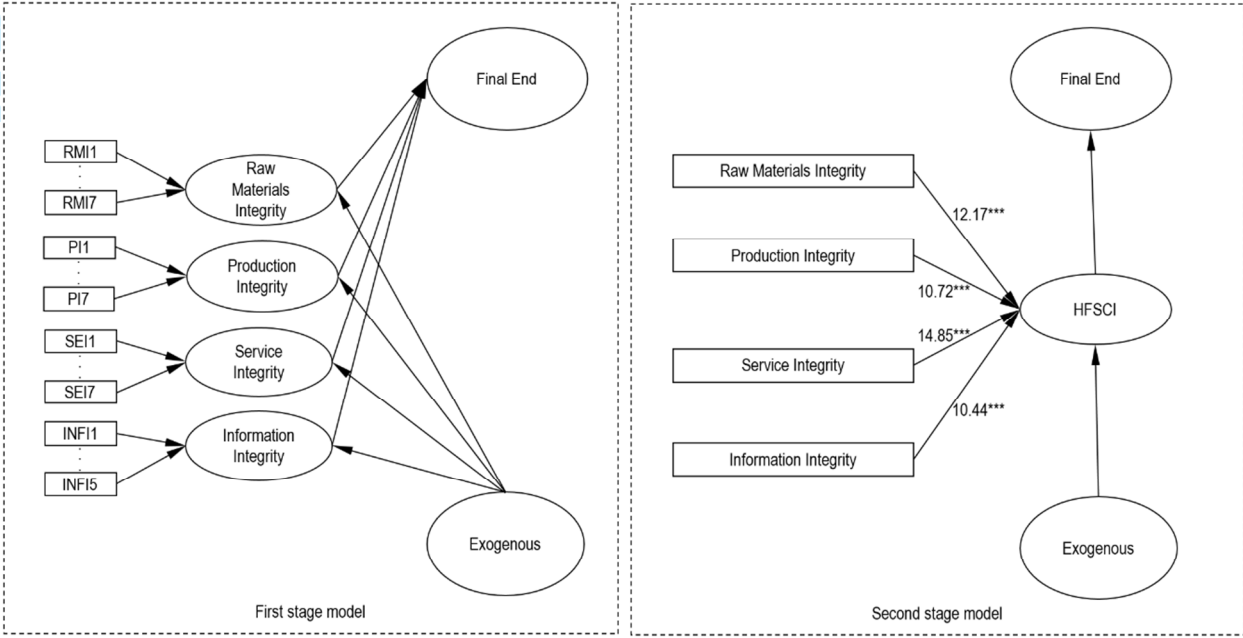 Final End
RMI1
RMI7
Raw
Materials
Integrity
PI1
PI7
Production
Integrity
SEI1
SEI7
Service
Integrity
INFI1
INFI5
Information
Integrity
Exogenous
First stage model
Final End
Raw Materials Integrity
12.17***
Production Integrity
10.72***
HFSCI
14.85***
Service Integrity
10.44***
Information Integrity
Exogenous
Second stage model